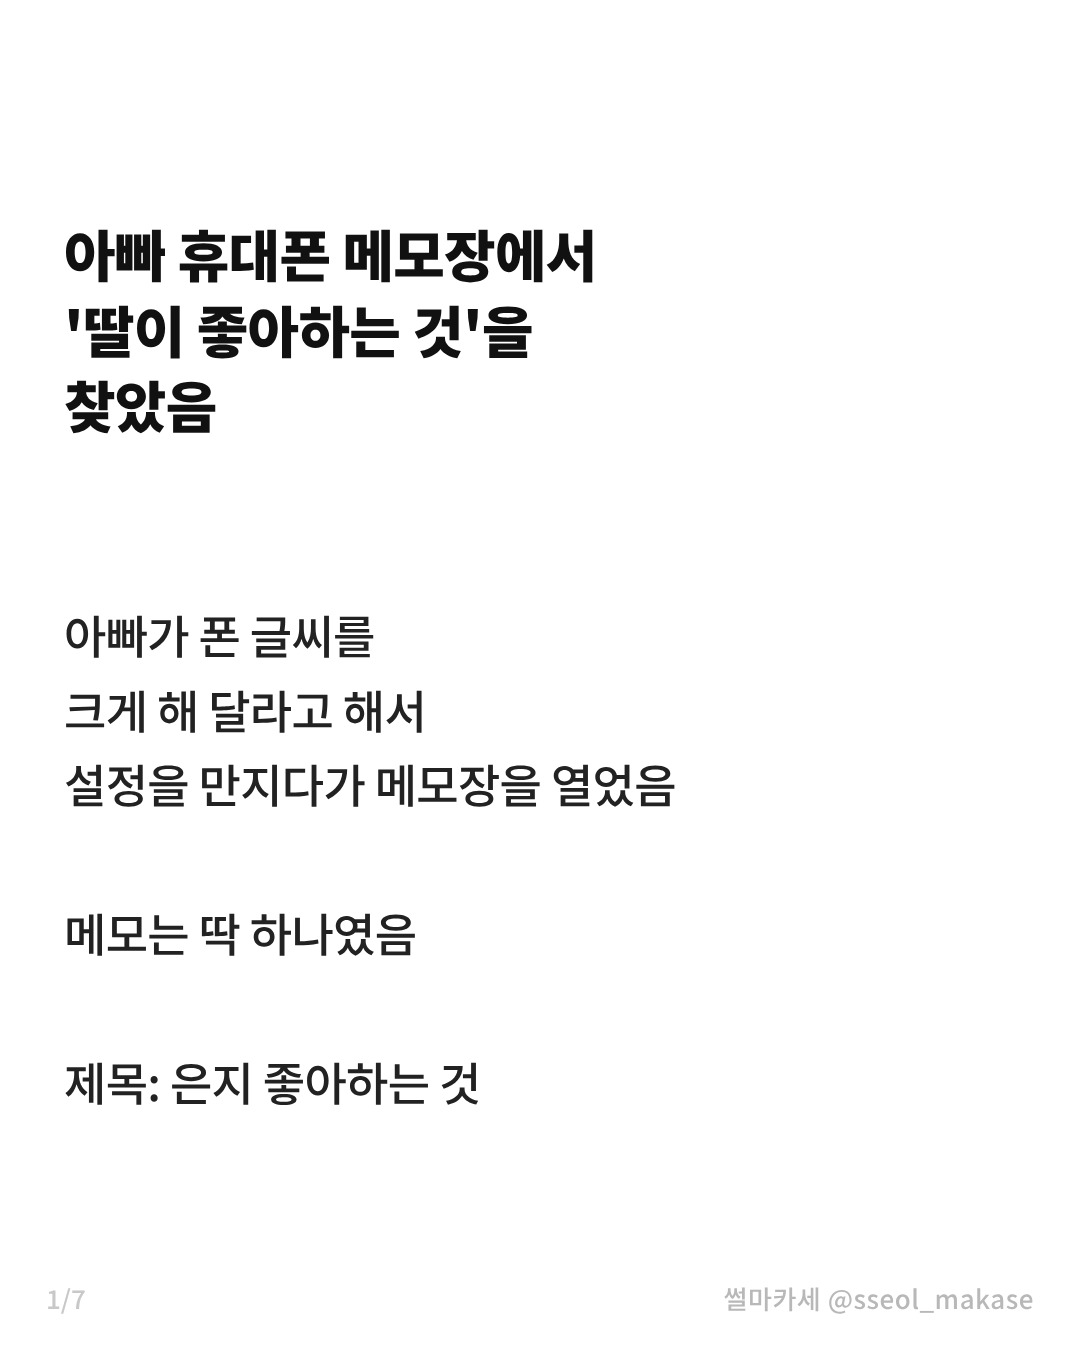 아빠 휴대폰 메모장에서
'딸이 좋아하는 것'을
찾았음
아빠가 폰 글씨를
크게 해 달라고 해서
설정을 만지다가 메모장을 열었음
메모는 딱 하나였음
제목: 은지 좋아하는 것
1/7
썰마카세 @sseol_makase